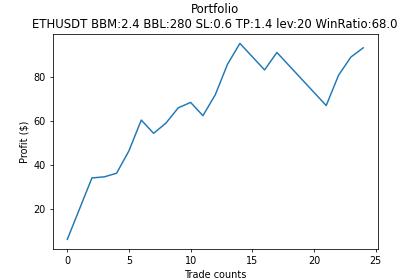 Portfolio
ETHUSDT BBM:2.4 BBL:280 SL:0.6 TP:1.4 lev:20 WinRatio:68.0
Profit ($)
80
60
40
20
0
5
10
15
20
25
Trade counts